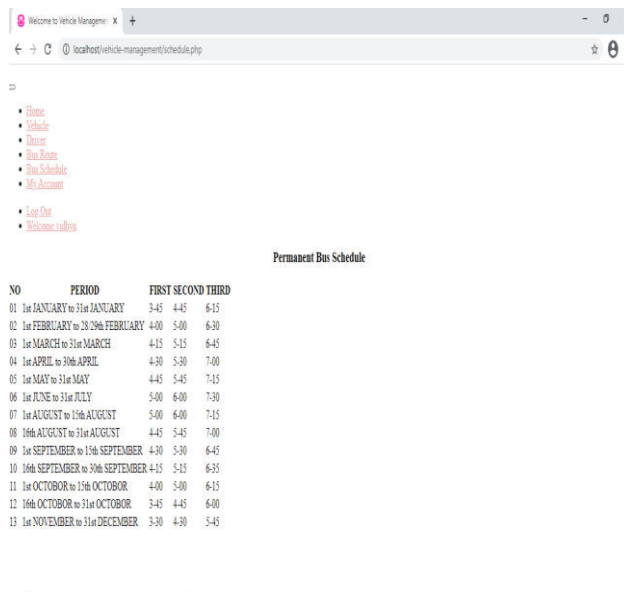 Welcome to Vehicle Managemen
localhost/vehicle-management/schedule.php
Home
Vehicle
Driver
Bus Route
Bus Schedule
My Account
Log Out
Welcome vidhya
Permanent Bus Schedule
NO PERIOD FIRST SECOND THIRD
01 1st JANUARY to 31st JANUARY 3-45 4-45 6-15
02 1st FEBRUARY to 28/29th FEBRUARY 4-00 5-00 6-30
03 1st MARCH to 31st MARCH 4-15 5-15 6-45
04 1st APRIL to 30th APRIL 4-30 5-30 7-00
05 1st MAY to 31st MAY 4-45 5-45 7-15
06 1st JUNE to 31st JULY 5-00 6-00 7-30
07 1st AUGUST to 15th AUGUST 5-00 6-00 7-15
08 16th AUGUST to 31st AUGUST 4-45 5-45 7-00
09 1st SEPTEMBER to 15th SEPTEMBER 4-30 5-30 6-45
10 16th SEPTEMBER to 30th SEPTEMBER 4-15 5-15 6-35
11 1st OCTOBOR to 15th OCTOBOR 4-00 5-00 6-15
12 16th OCTOBOR to 31st OCTOBOR 3-45 4-45 6-00
13 1st NOVEMBER to 31st DECEMBER 3-30 4-30 5-45